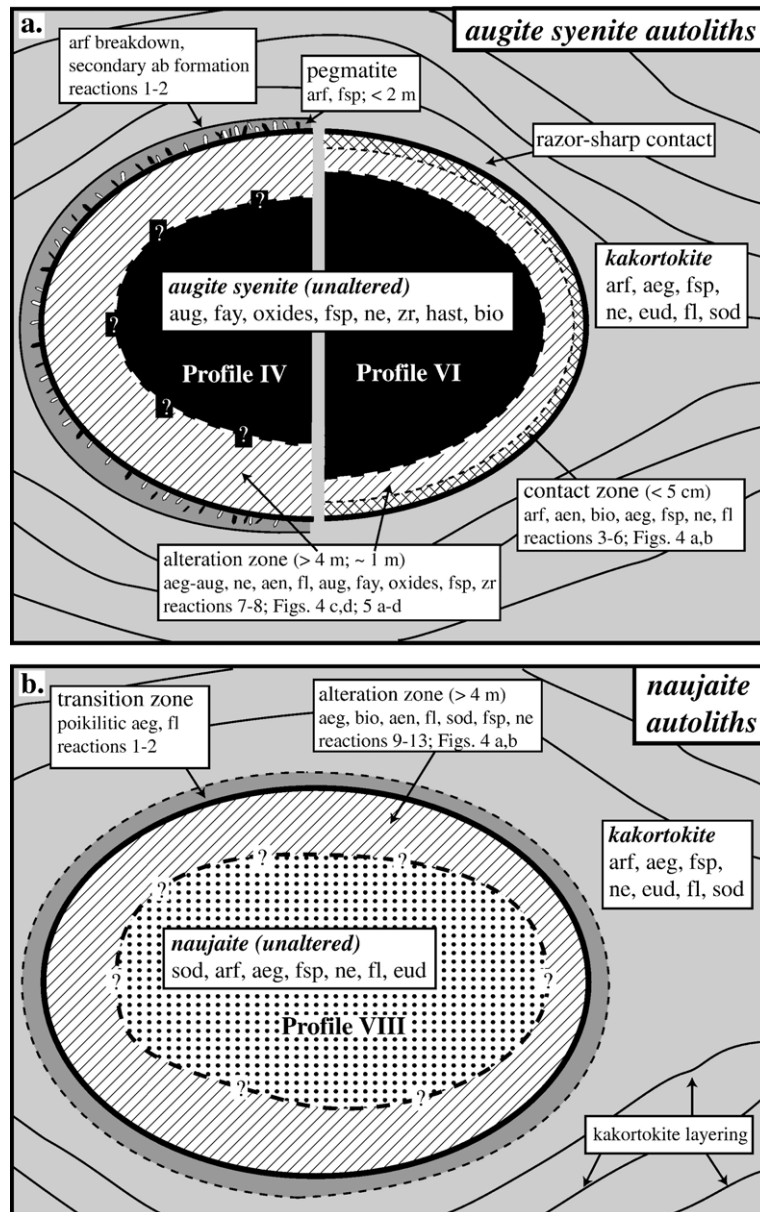 a.
augite syenite autoliths
arf breakdown,
secondary ab formation
reactions 1-2
pegmatite
arf, fsp; < 2 m
razor-sharp contact
kakortokite
arf, aeg, fsp,
ne, eud, fl, sod
?
?
?
?
?
augite syenite (unaltered)
aug, fay, oxides, fsp, ne, zr, hast, bio
Profile IV
Profile VI
contact zone (< 5 cm)
arf, aen, bio, aeg, fsp, ne, fl
reactions 3-6; Figs. 4 a,b
alteration zone (> 4 m; ~ 1 m)
aeg-aug, ne, aen, fl, aug, fay, oxides, fsp, zr
reactions 7-8; Figs. 4 c,d; 5 a-d
b.
naujaite
autoliths
transition zone
poikilitic aeg, fl
reactions 1-2
alteration zone (> 4 m)
aeg, bio, aen, fl, sod, fsp, ne
reactions 9-13; Figs. 4 a,b
kakortokite
arf, aeg, fsp,
ne, eud, fl, sod
?
?
?
?
?
?
?
?
naujaite (unaltered)
sod, arf, aeg, fsp, ne, fl, eud
Profile VIII
kakortokite layering